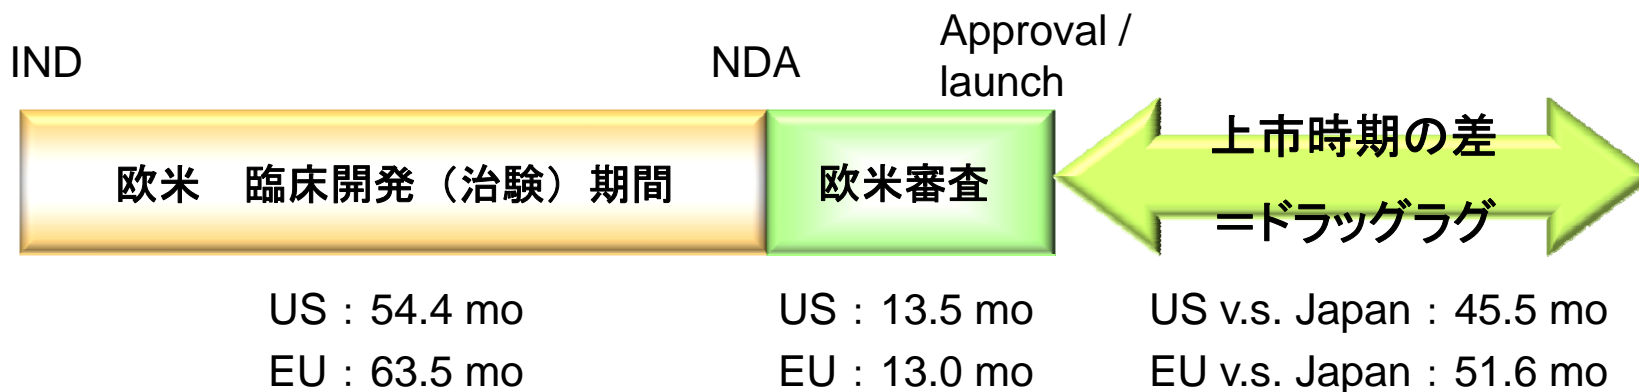 IND
NDA
Approval /
launch
欧米　臨床開発（治験）期間
欧米審査
上市時期の差
＝ドラッグラグ
US：54.4 mo
EU：63.5 mo
US：13.5 mo
EU：13.0 mo
US v.s. Japan：45.5 mo
EU v.s. Japan：51.6 mo